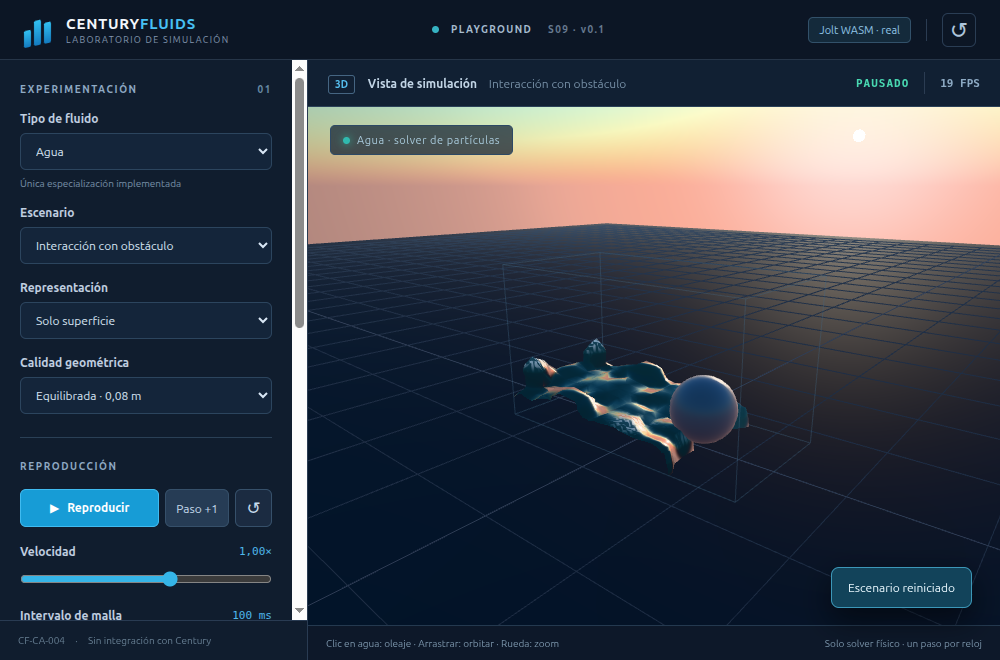 CENTURYFLUIDS
LABORATORIO DE SIMULACIÓN
PLAYGROUND S09 · v0.1
Jolt WASM · real
↺
EXPERIMENTACIÓN 01
Tipo de fluido
Agua
Única especialización implementada
Escenario
Interacción con obstáculo
Representación
Solo superficie
Calidad geométrica
Equilibrada · 0,08 m
REPRODUCCIÓN
▶ Reproducir
Paso +1
↺
Velocidad 1,00×
Intervalo de malla 100 ms
CF-CA-004 · Sin integración con Century
3D Vista de simulación Interacción con obstáculo
PAUSADO 19 FPS
Agua · solver de partículas
Escenario reiniciado
Clic en agua: oleaje · Arrastrar: orbitar · Rueda: zoom
Solo solver físico · un paso por reloj